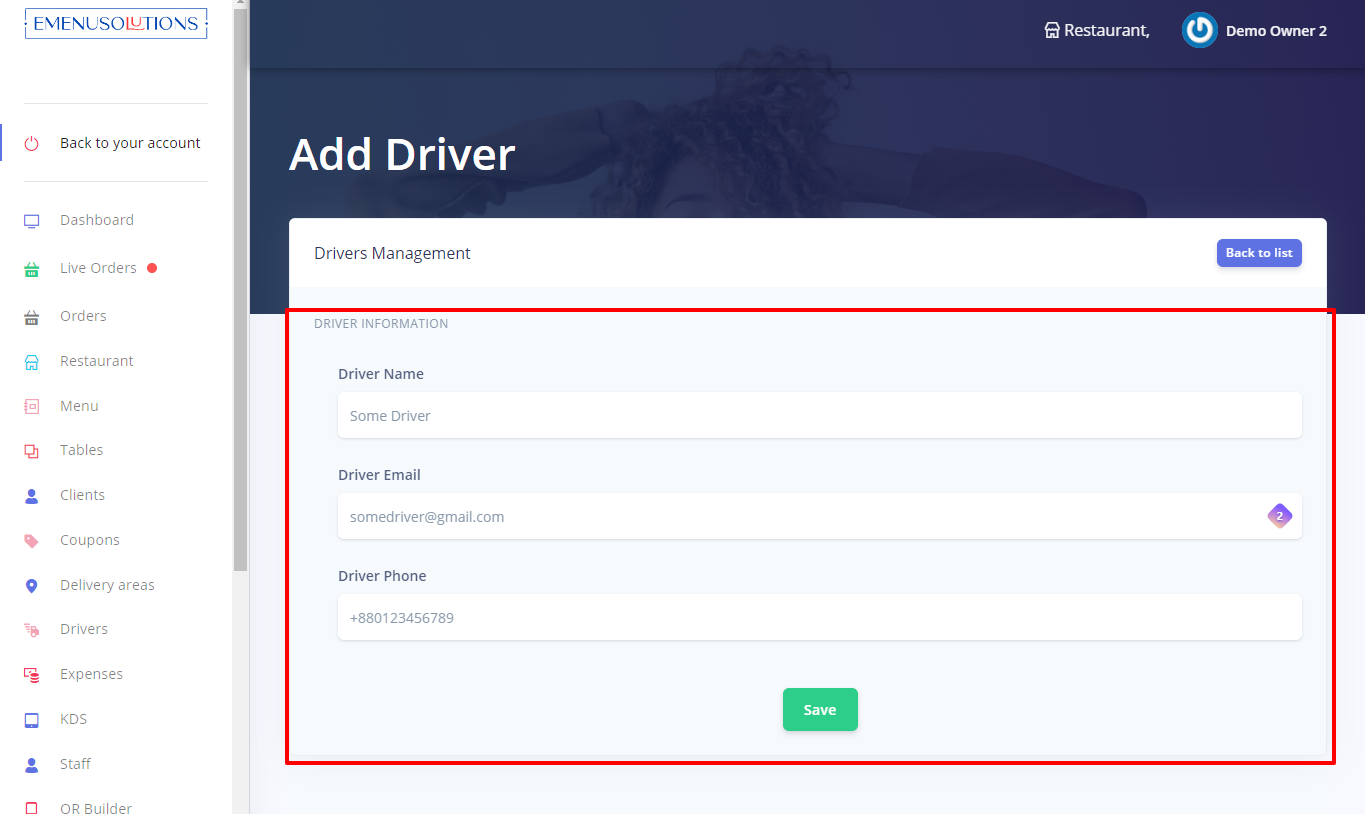 EMENUSOLUTIONS
Restaurant,
Demo Owner 2
Back to your account
Dashboard
Live Orders
Orders
Restaurant
Menu
Tables
Clients
Coupons
Delivery areas
Drivers
Expenses
KDS
Staff
QR Builder
Add Driver
Drivers Management
Back to list
DRIVER INFORMATION
Driver Name
Some Driver
Driver Email
somedriver@gmail.com
2
Driver Phone
+880123456789
Save